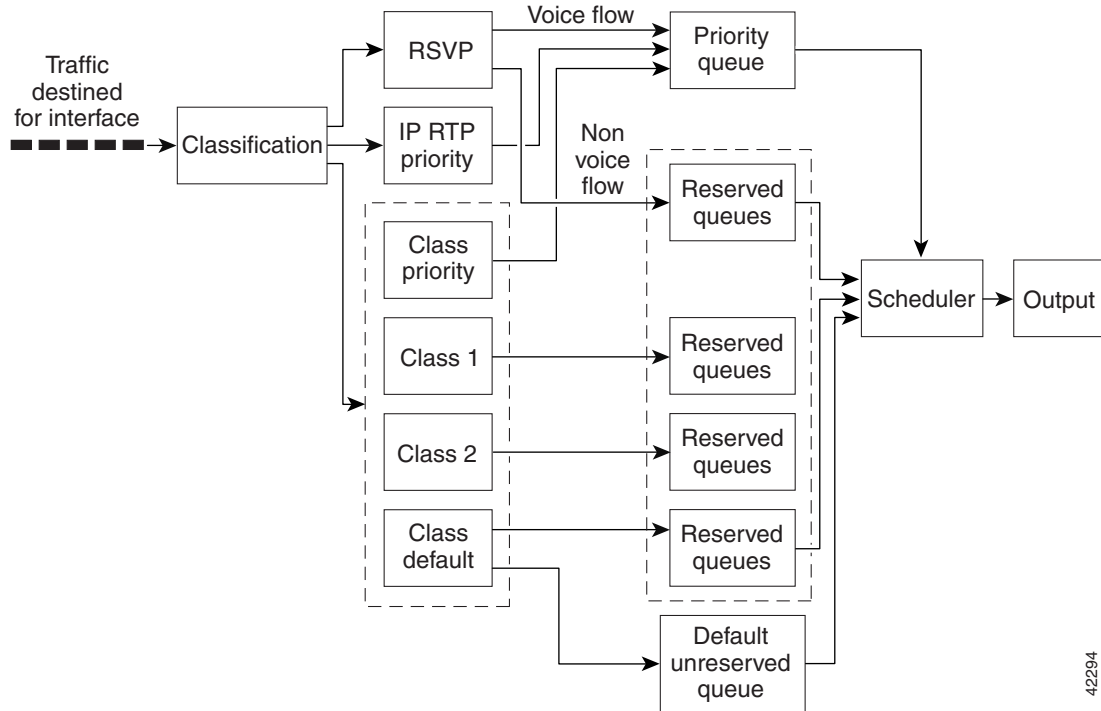 Traffic
destined
for interface
Classification
RSVP
Voice flow
Priority
queue
IP RTP
priority
Non
voice
flow
Reserved
queues
Class
priority
Scheduler
Output
Class 1
Reserved
queues
Class 2
Reserved
queues
Class
default
Reserved
queues
Default
unreserved
queue
42294